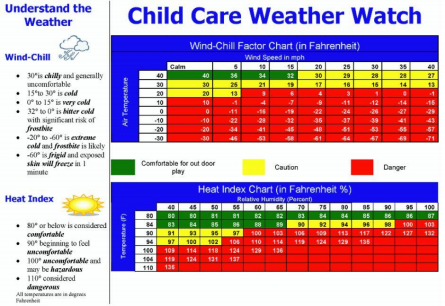 Understand the
Weather
Wind-Chill
• 30° is chilly and generally
uncomfortable
• 15° to 30° is cold
• 0° to 15° is very cold
• 32° to 0° is bitter cold
with significant risk of
frostbite
• -20° to -60° is extreme
cold and frostbite is likely
• -60° is frigid and exposed
skin will freeze in 1
minute
Heat Index
• 80° or below is considered
comfortable
• 90° beginning to feel
uncomfortable
• 100° uncomfortable and
may be hazardous
• 110° considered
dangerous
All temperatures are in degrees
Fahrenheit
Child Care Weather Watch
Wind-Chill Factor Chart (in Fahrenheit)
Wind Speed in mph
Calm 5 10 15 20 25 30 35 40
Air Temperature
40 40 36 34 32 30 29 28 28 27
30 30 25 21 19 17 16 15 14 13
20 20 13 9 6 4 3 1 0 -1
10 10 1 -4 -7 -9 -11 -12 -14 -15
0 0 -11 -16 -19 -22 -24 -26 -27 -29
-10 -10 -22 -28 -32 -35 -37 -39 -41 -43
-20 -20 -34 -41 -45 -48 -51 -53 -55 -57
-30 -30 -46 -53 -58 -61 -64 -67 -69 -71
Comfortable for out door
play
Caution
Danger
Heat Index Chart (in Fahrenheit %)
Relative Humidity (Percent)
40 45 50 55 60 65 70 75 80 85 90 95 100
Temperature (F)
80 80 80 81 81 82 82 83 84 84 85 86 86 87
84 83 84 85 86 88 89 90 92 94 96 98 100 103
90 91 93 95 97 100 103 106 109 113 117 122 127 132
94 97 100 102 106 110 114 119 124 129 135
100 109 114 118 124 129 136
104 119 124 131 137
110 136